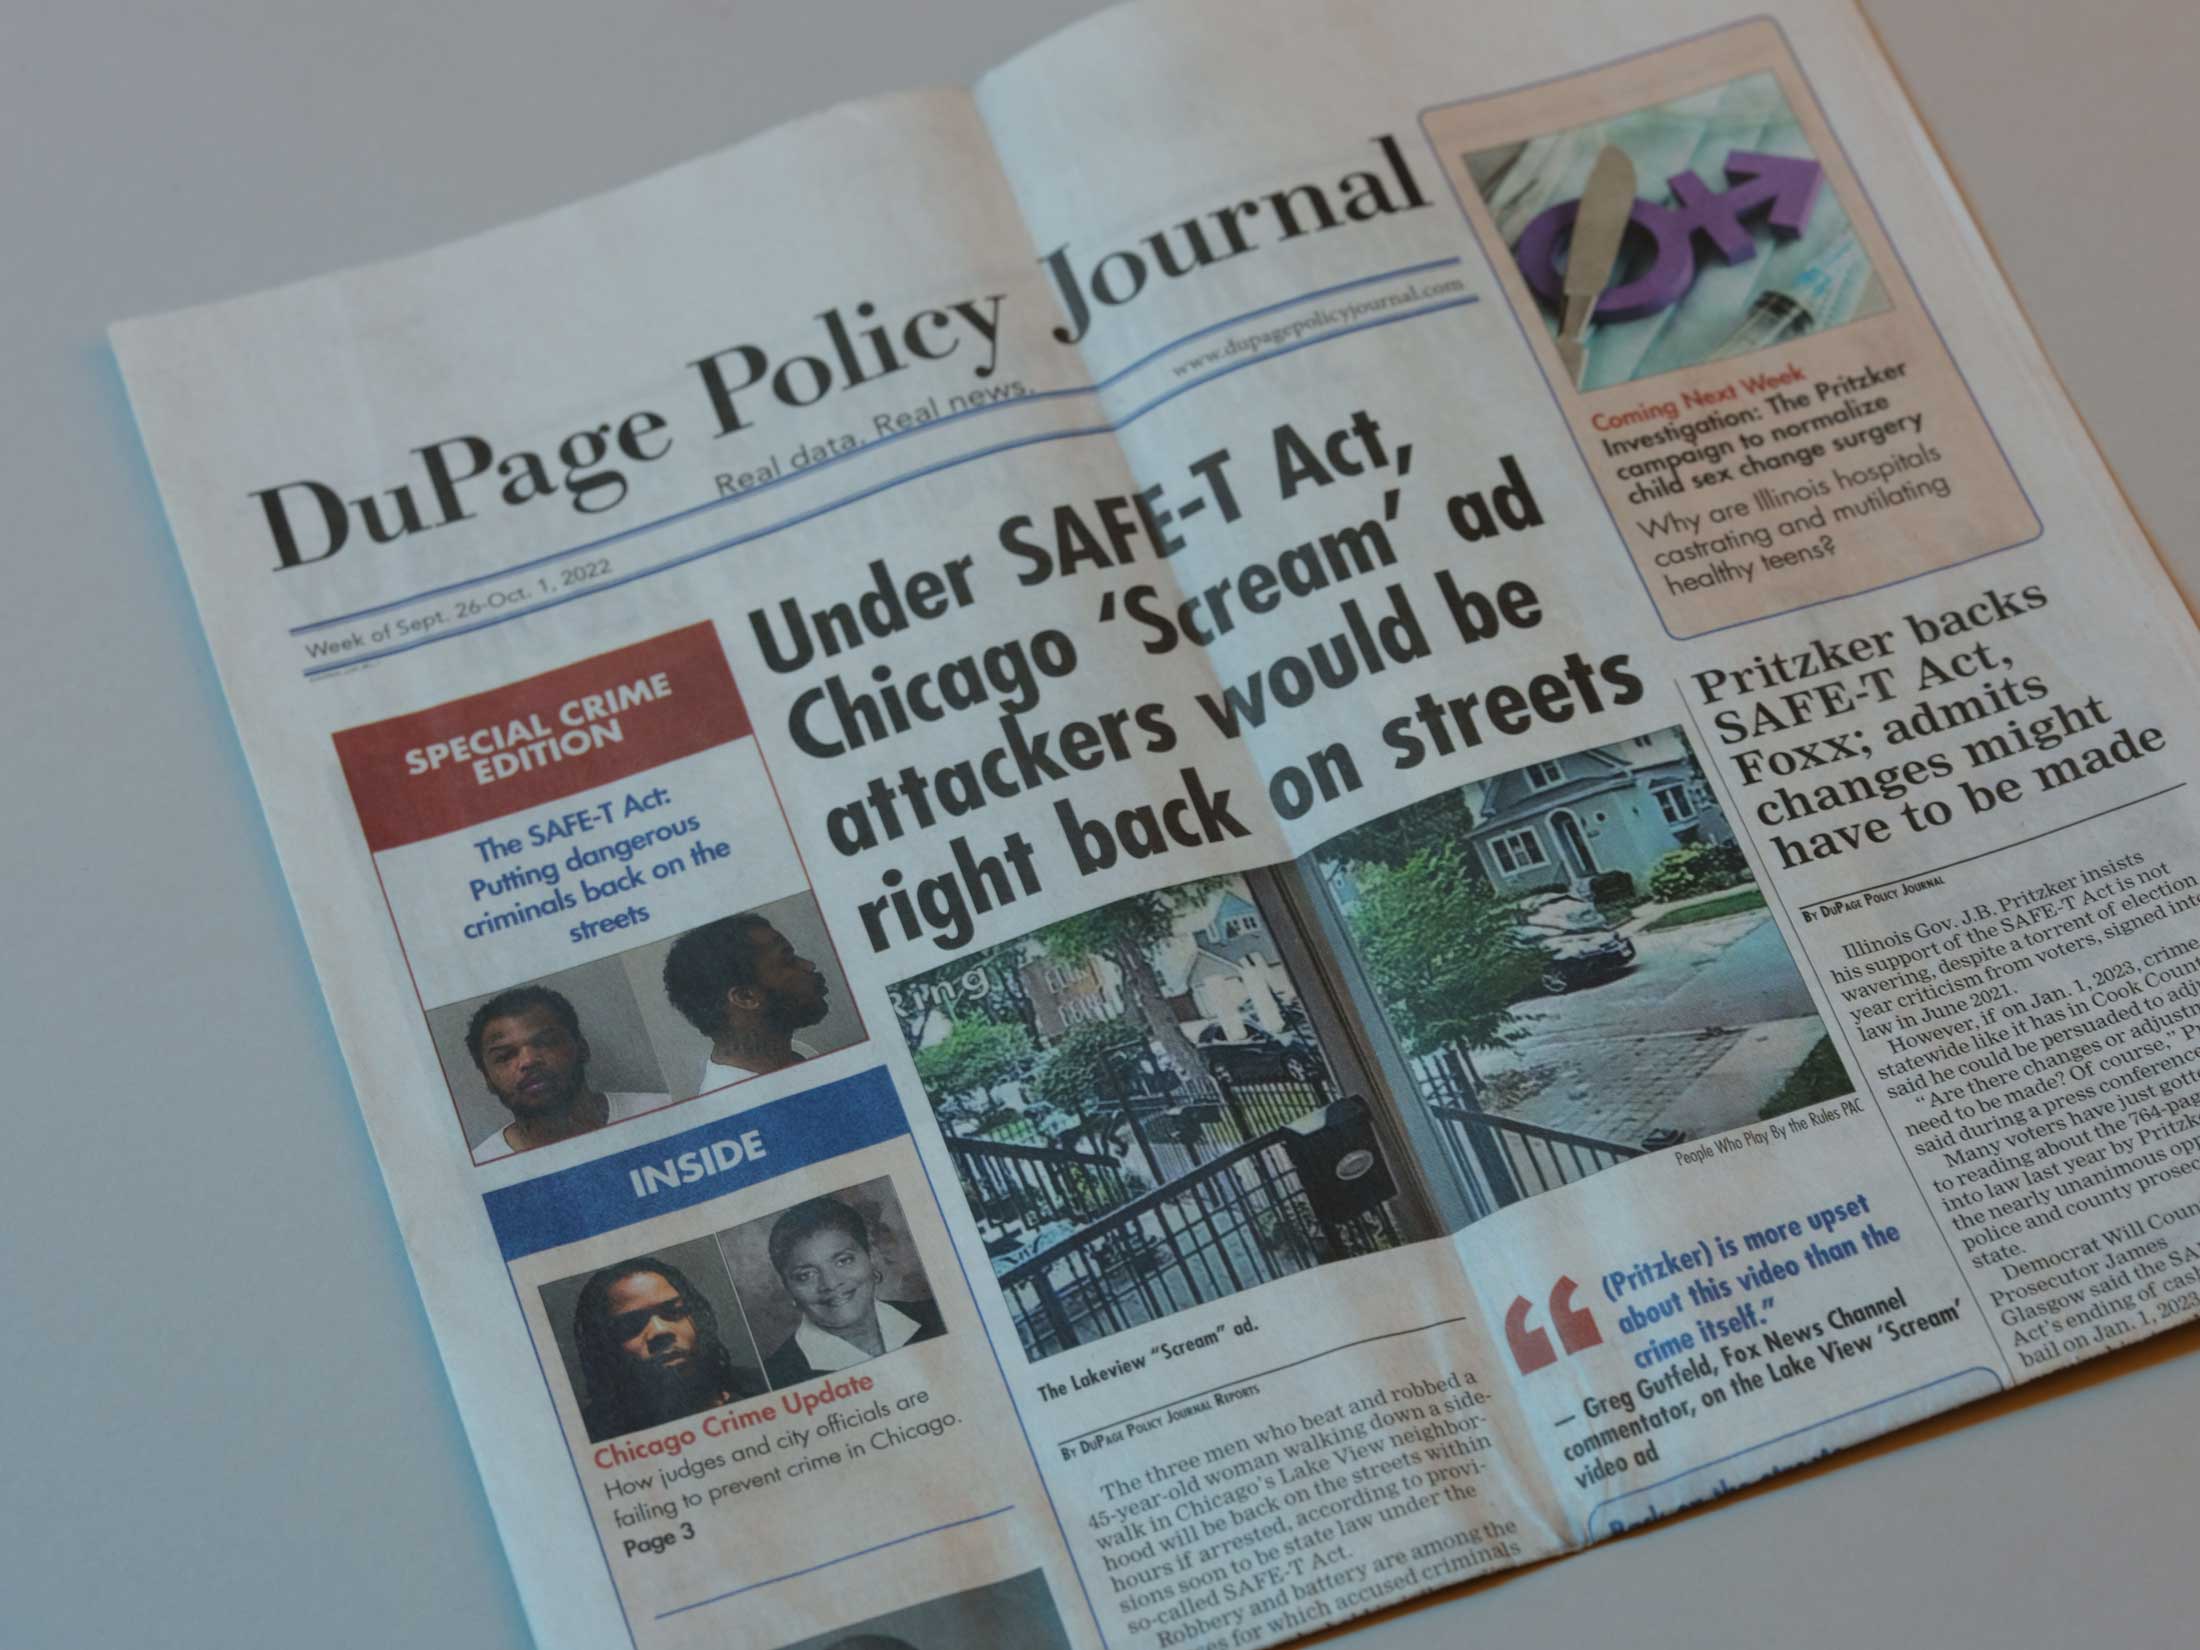 DuPage Policy Journal
Real data. Real news.
www.dupagepolicyjournal.com
Week of Sept. 26-Oct. 1, 2022
SPECIAL CRIME
EDITION
The SAFE-T Act:
Putting dangerous
criminals back on the
streets
INSIDE
Chicago Crime Update
How judges and city officials are
failing to prevent crime in Chicago.
Page 3
Under SAFE-T Act,
Chicago ‘Scream’ ad
attackers would be
right back on streets
Ring
People Who Play By the Rules PAC
The Lakeview “Scream” ad.
By DuPage Policy Journal Reports
The three men who beat and robbed a
45-year-old woman walking down a side-
walk in Chicago’s Lake View neighbor-
hood will be back on the streets within
hours if arrested, according to provi-
sions soon to be state law under the
so-called SAFE-T Act.
Robbery and battery are among the
for which accused criminals
“(Pritzker) is more upset
about this video than the
crime itself.”
— Greg Gutfeld, Fox News Channel
commentator, on the Lake View ‘Scream’
video ad
Coming Next Week
Investigation: The Pritzker
campaign to normalize
child sex change surgery
Why are Illinois hospitals
castrating and mutilating
healthy teens?
Pritzker backs
SAFE-T Act,
Foxx; admits
changes might
have to be made
By DuPage Policy Journal
Illinois Gov. J.B. Pritzker insists
his support of the SAFE-T Act is not
wavering, despite a torrent of election
year criticism from voters, signed into
law in June 2021.
However, if on Jan. 1, 2023, crime
statewide like it has in Cook
said he could be persuaded to
“Are there changes or
need to be made? Of course,”
said during a press conference
Many voters have just
to reading about the 764-page
into law last year by
the nearly unanimous
police and county
state.
Democrat Will
Prosecutor James
Glasgow said the
Act’s ending of
bail on Jan. 1, 2023